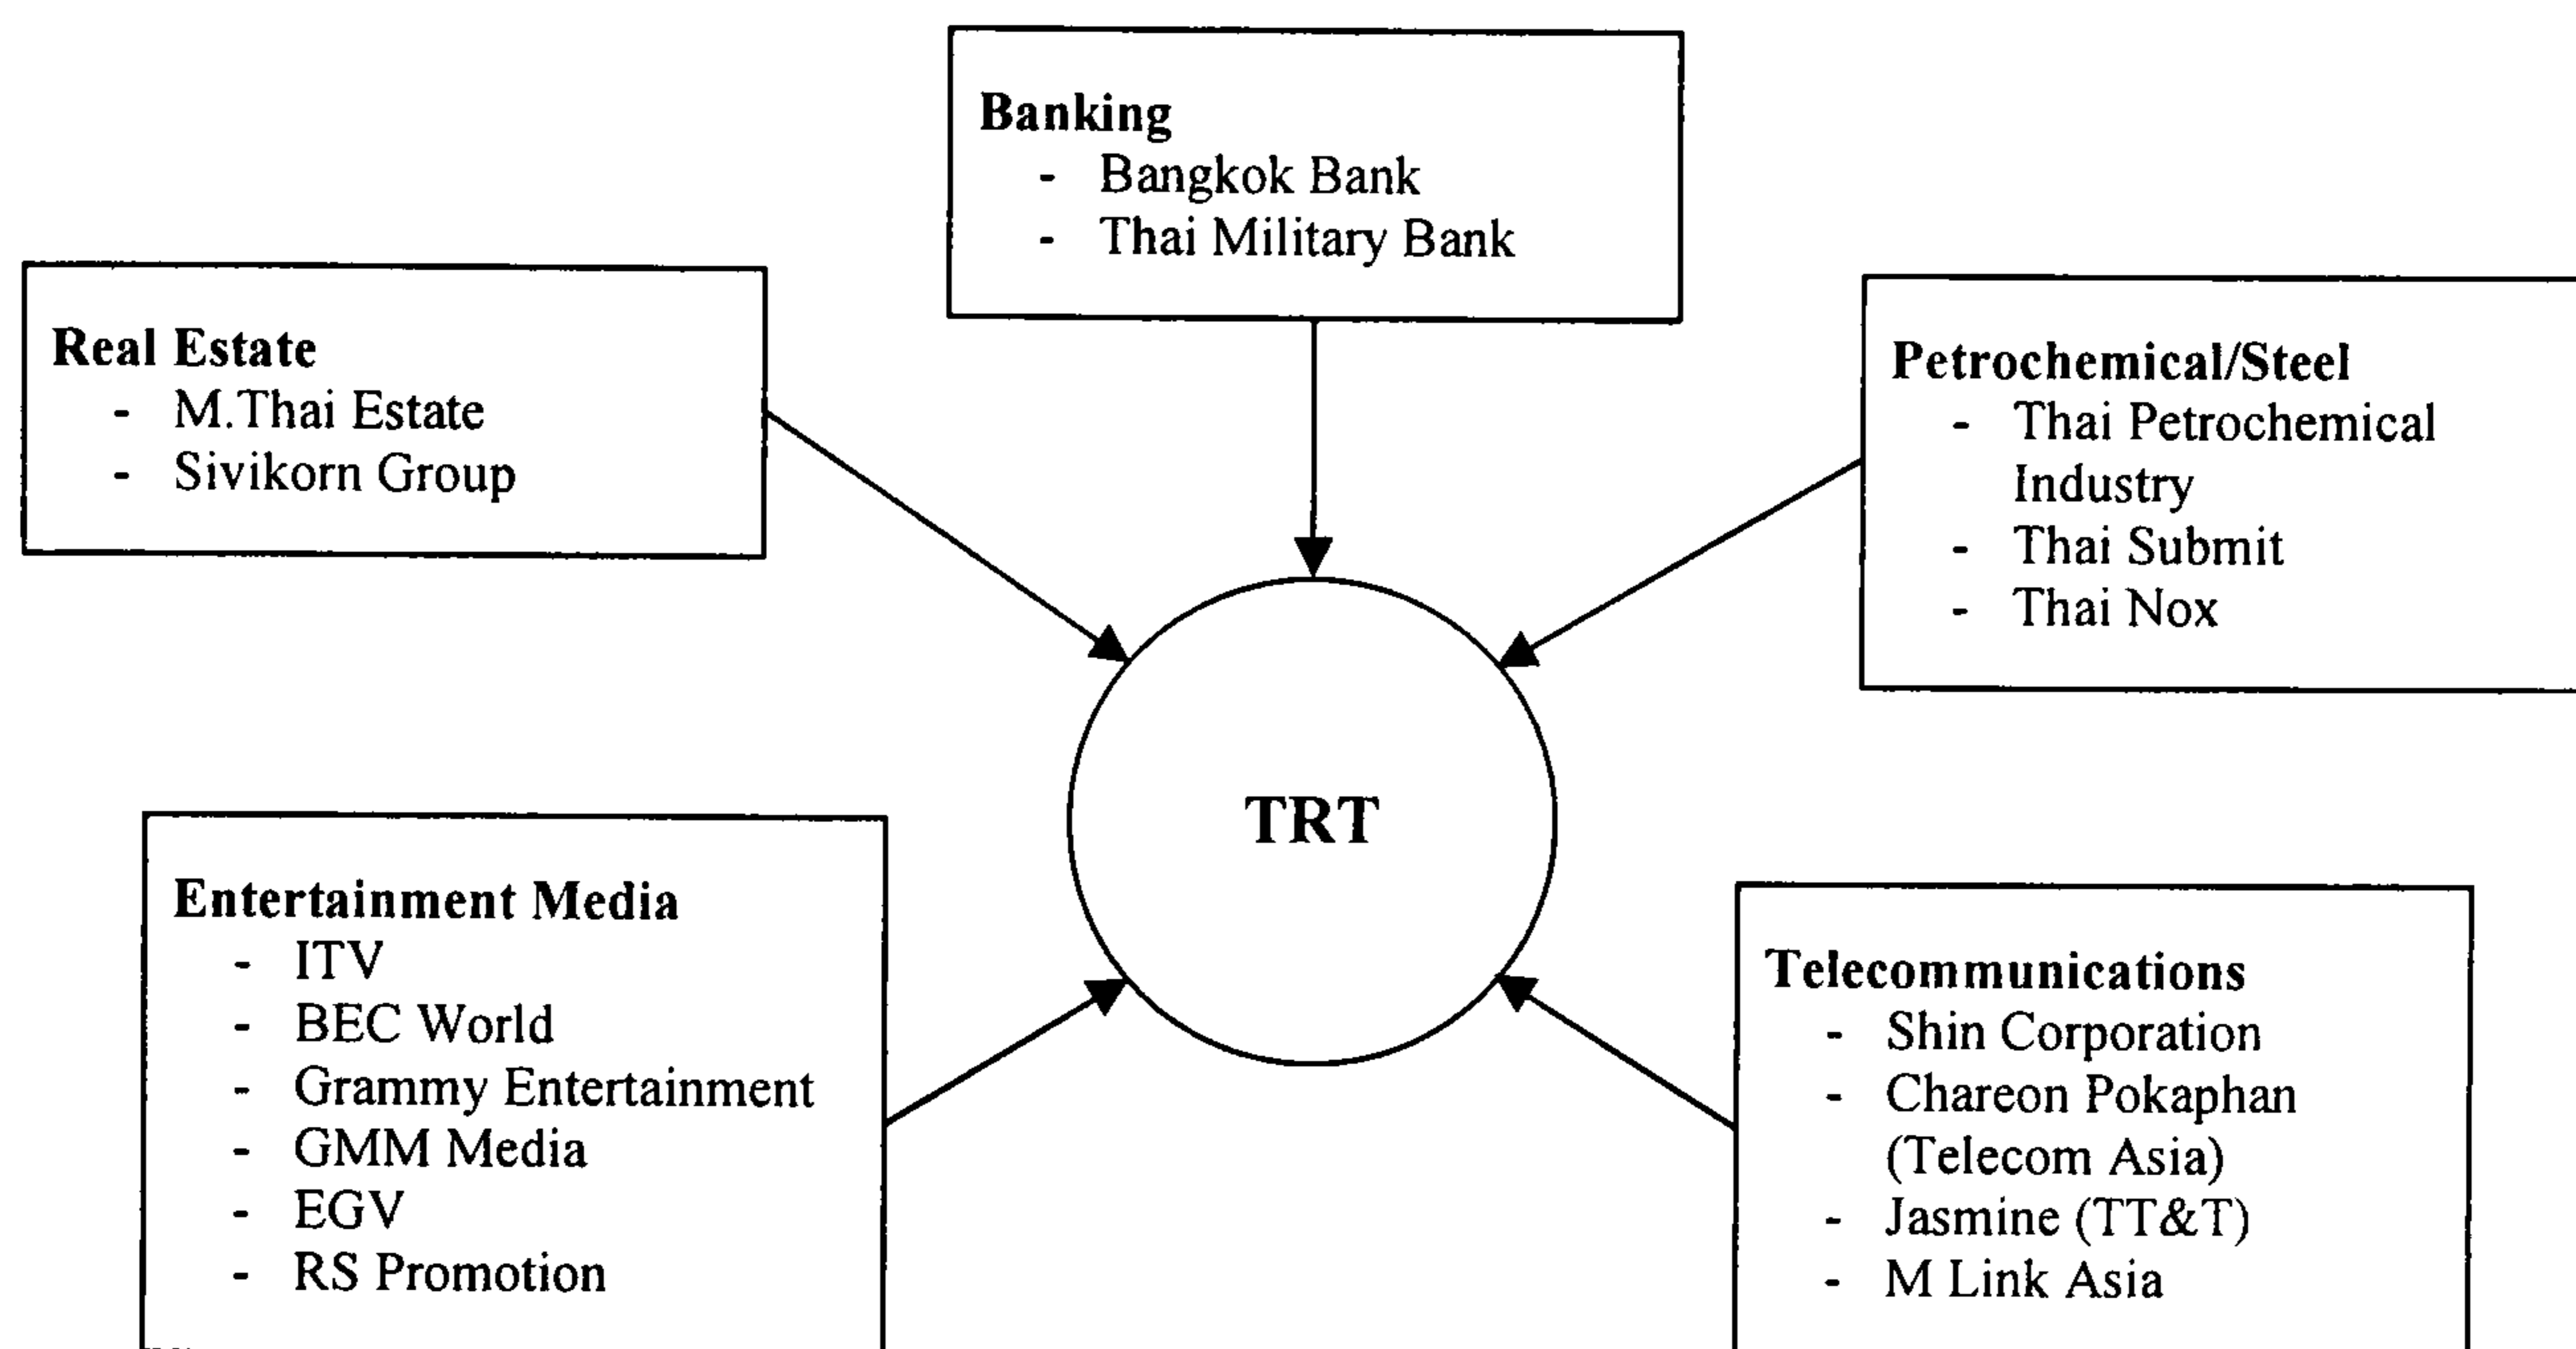 Banking
- Bangkok Bank
- Thai Military Bank
Real Estate
- M.Thai Estate
- Sivikorn Group
Petrochemical/Steel
- Thai Petrochemical
Industry
- Thai Submit
- Thai Nox
TRT
Entertainment Media
- ITV
- BEC World
- Grammy Entertainment
- GMM Media
- EGV
- RS Promotion
Telecommunications
- Shin Corporation
- Chareon Pokaphan
(Telecom Asia)
- Jasmine (TT&T)
- M Link Asia